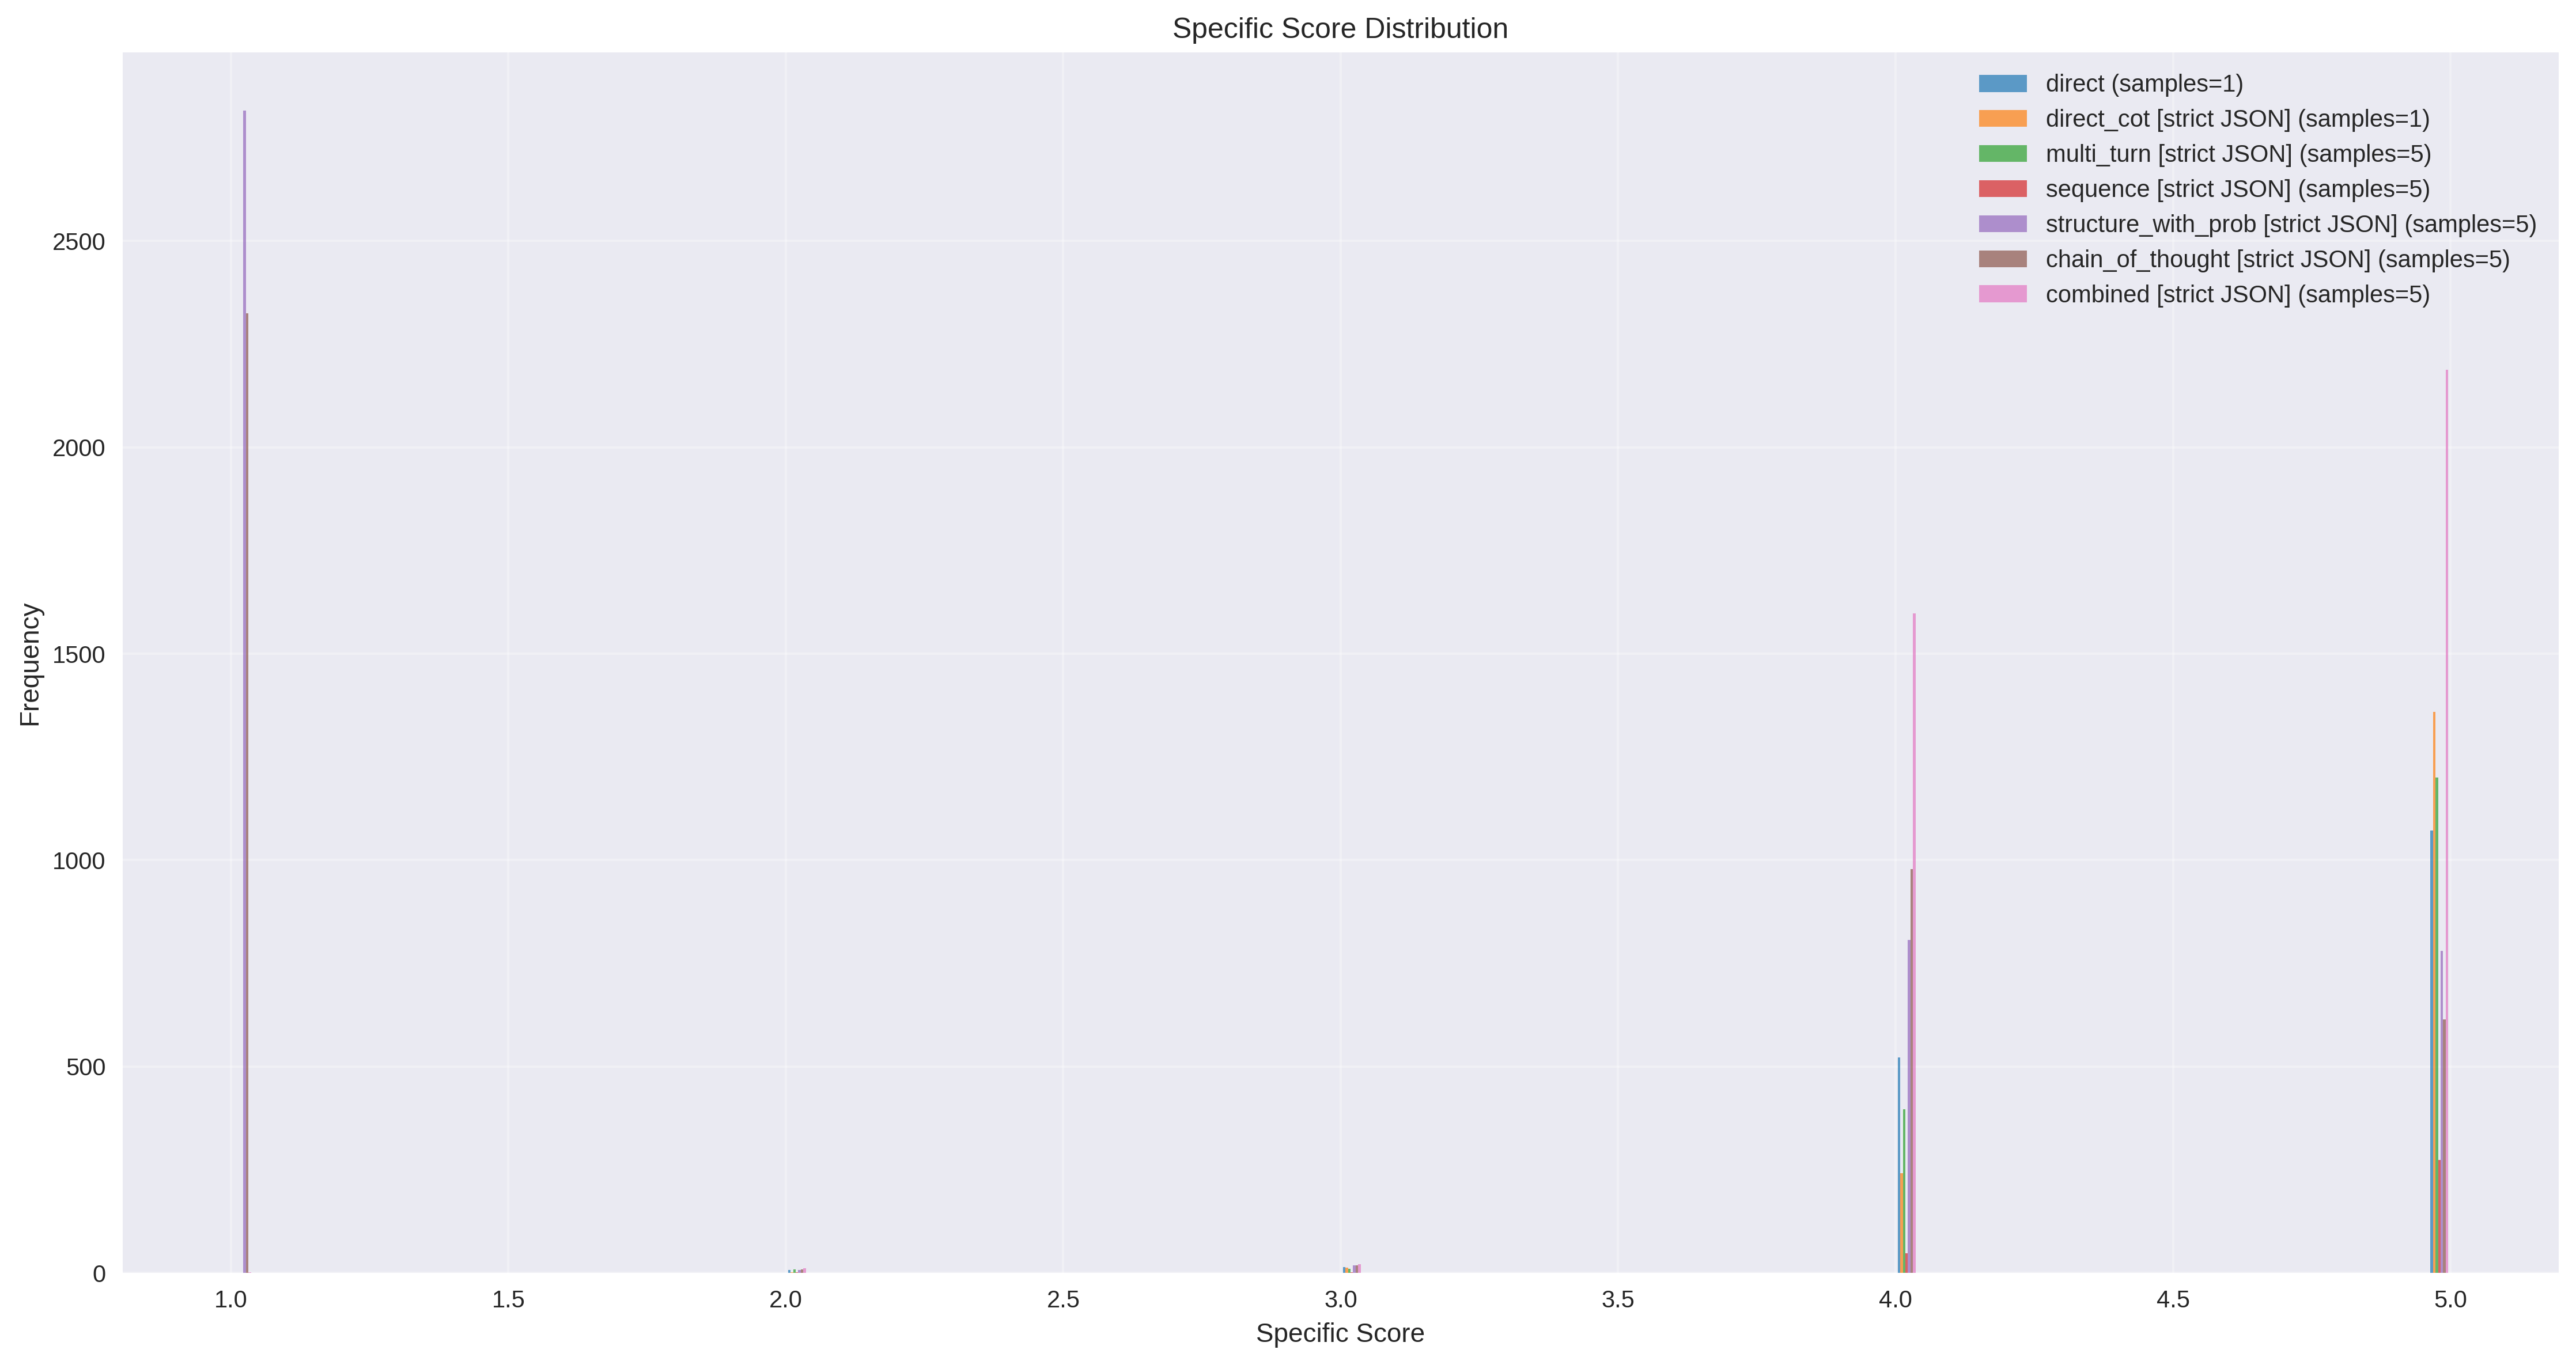 Specific Score Distribution
direct (samples=1)
direct_cot [strict JSON] (samples=1)
multi_turn [strict JSON] (samples=5)
sequence [strict JSON] (samples=5)
structure_with_prob [strict JSON] (samples=5)
chain_of_thought [strict JSON] (samples=5)
combined [strict JSON] (samples=5)
Frequency
2500
2000
1500
1000
500
0
1.0 1.5 2.0 2.5 3.0 3.5 4.0 4.5 5.0
Specific Score